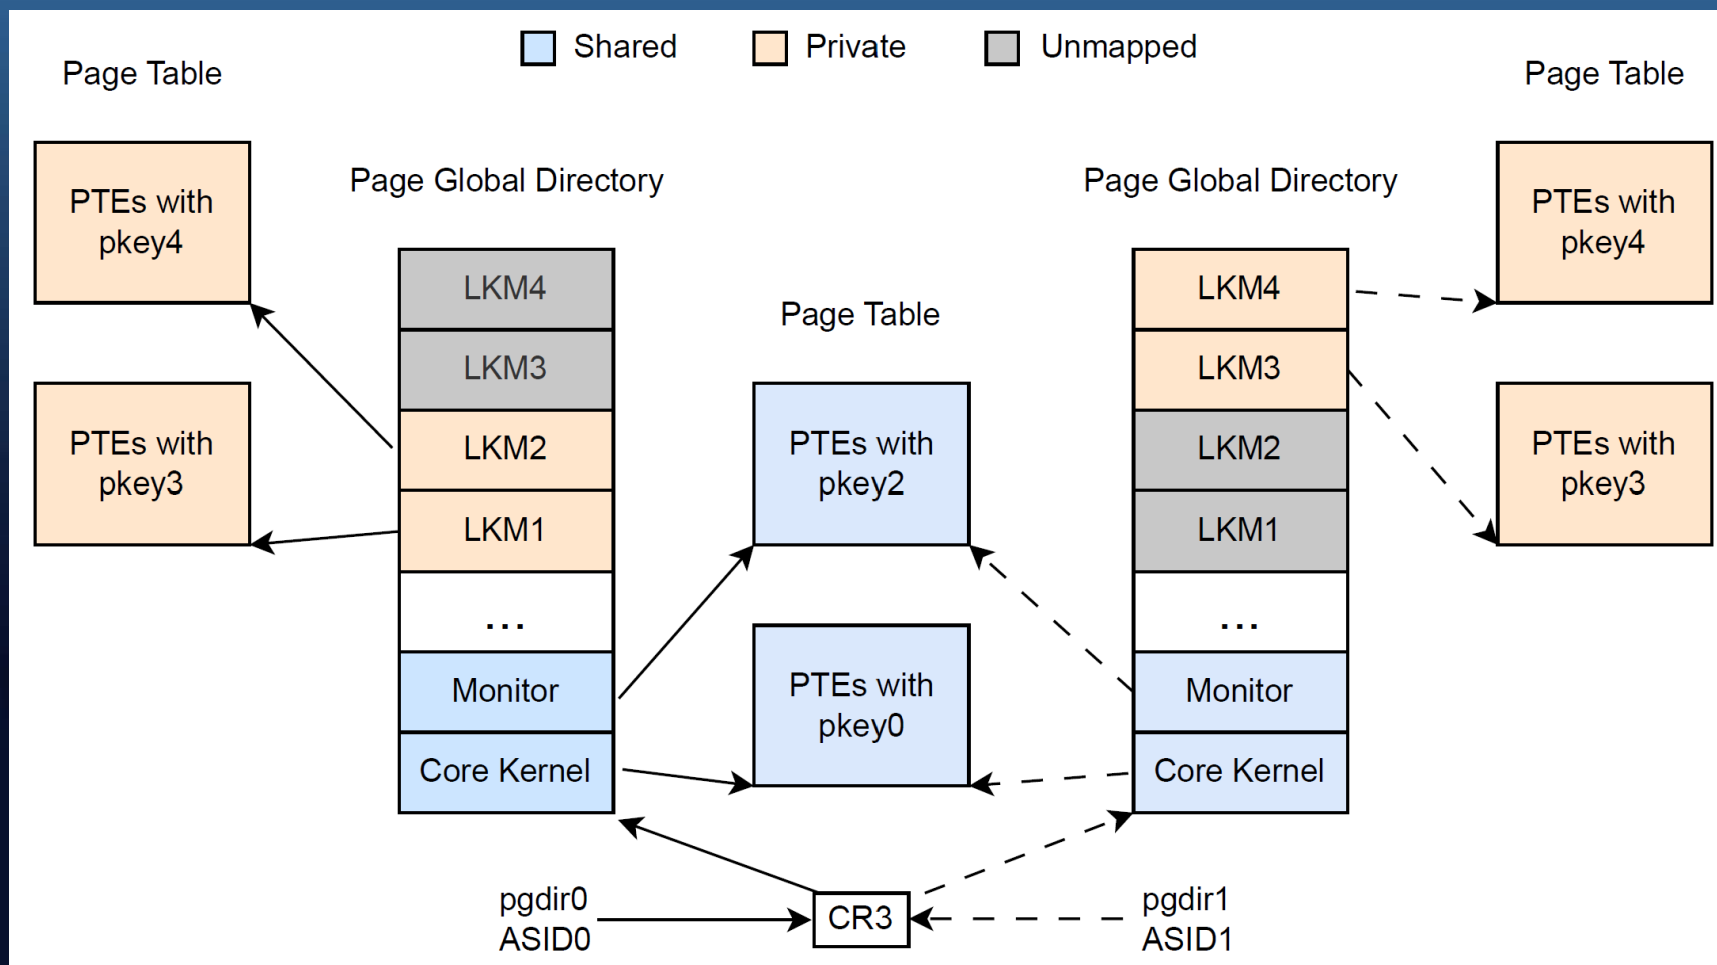 Shared
Private
Unmapped
Page Table
PTEs with
pkey4
PTEs with
pkey3
Page Global Directory
LKM4
LKM3
LKM2
LKM1
...
Monitor
Core Kernel
Page Table
PTEs with
pkey2
PTEs with
pkey0
Page Global Directory
LKM4
LKM3
LKM2
LKM1
...
Monitor
Core Kernel
Page Table
PTEs with
pkey4
PTEs with
pkey3
pgdir0
ASID0
CR3
pgdir1
ASID1